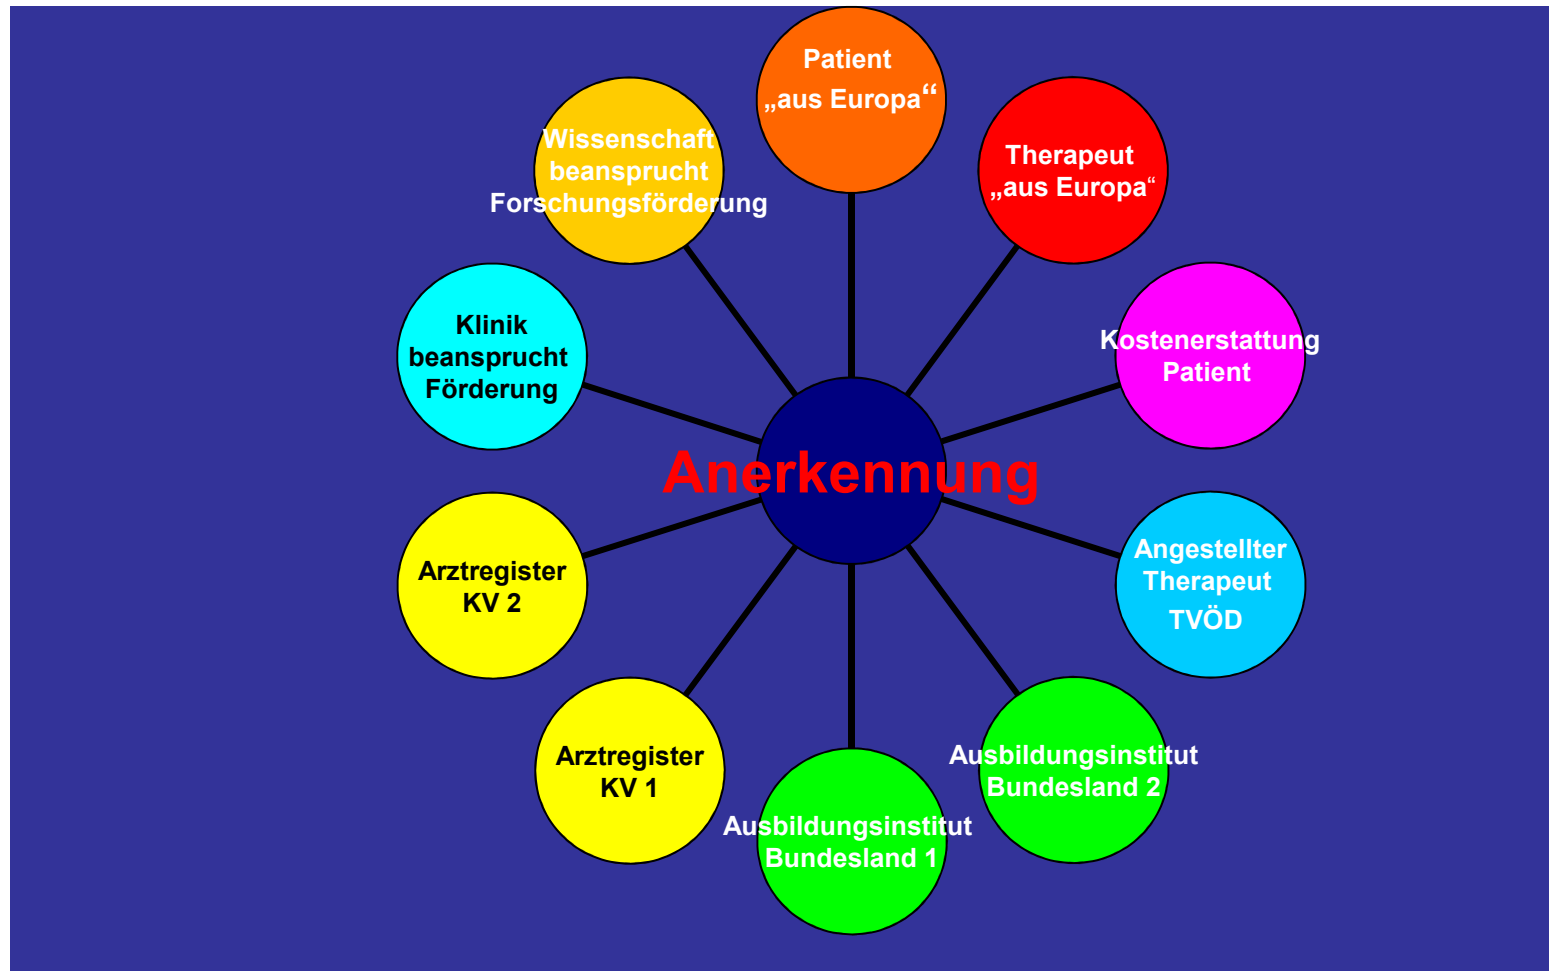 Patient
„aus Europa“
Therapeut
„aus Europa“
Kostenerstattung
Patient
Angestellter
Therapeut
TVÖD
Ausbildungsinstitut
Bundesland 2
Ausbildungsinstitut
Bundesland 1
Arztregister
KV 1
Arztregister
KV 2
Klinik
beansprucht
Förderung
Wissenschaft
beansprucht
Forschungsförderung
Anerkennung